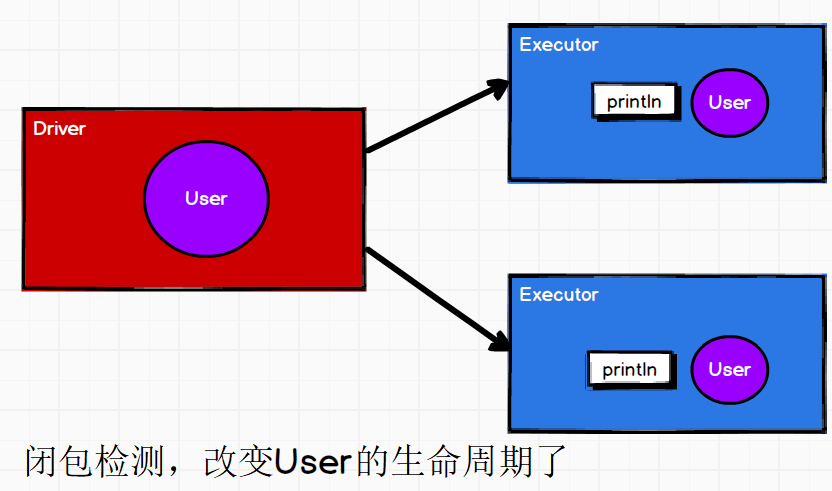 Executor
println
User
Driver
User
Executor
println
User
闭包检测，改变User的生命周期了